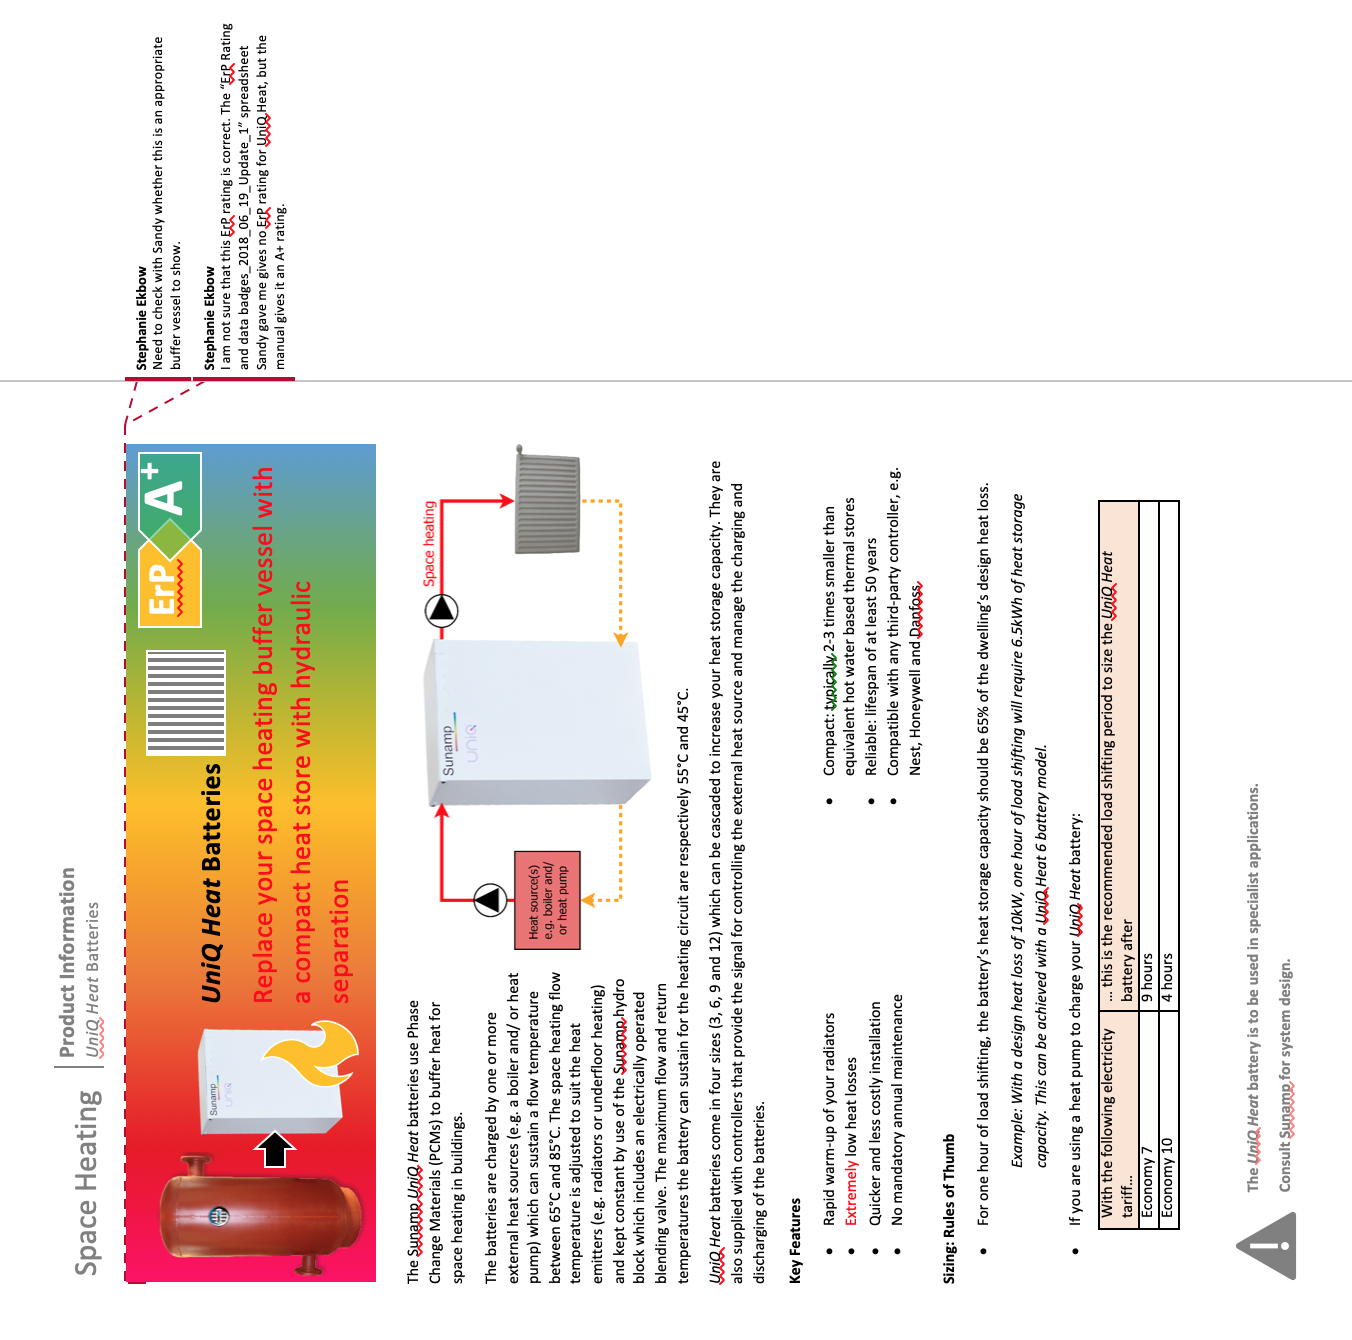 Space Heating
Product Information
UniQ Heat Batteries
Sunamp
uniQ
UniQ Heat Batteries
ErP A+
Replace your space heating buffer vessel with
a compact heat store with hydraulic
separation
Stephanie Ekbow
Need to check with Sandy whether this is an appropriate
buffer vessel to show.
Stephanie Ekbow
I am not sure that this ErP rating is correct. The “ErP Rating
and data badges_2018_06_19_Update_1” spreadsheet
Sandy gave me gives no ErP rating for UniQ Heat, but the
manual gives it an A+ rating.
The Sunamp UniQ Heat batteries use Phase
Change Materials (PCMs) to buffer heat for
space heating in buildings.
The batteries are charged by one or more
external heat sources (e.g. a boiler and/ or heat
pump) which can sustain a flow temperature
between 65°C and 85°C. The space heating flow
temperature is adjusted to suit the heat
emitters (e.g. radiators or underfloor heating)
and kept constant by use of the Sunamp hydro
block which includes an electrically operated
blending valve. The maximum flow and return
temperatures the battery can sustain for the heating circuit are respectively 55°C and 45°C.
Heat source(s)
e.g. boiler and/
or heat pump
Sunamp
uniQ
Space heating
UniQ Heat batteries come in four sizes (3, 6, 9 and 12) which can be cascaded to increase your heat storage capacity. They are
also supplied with controllers that provide the signal for controlling the external heat source and manage the charging and
discharging of the batteries.
Key Features
• Rapid warm-up of your radiators
• Extremely low heat losses
• Quicker and less costly installation
• No mandatory annual maintenance
• Compact: typically 2-3 times smaller than
equivalent hot water based thermal stores
• Reliable: lifespan of at least 50 years
• Compatible with any third-party controller, e.g.
Nest, Honeywell and Danfoss.
Sizing: Rules of Thumb
• For one hour of load shifting, the battery’s heat storage capacity should be 65% of the dwelling’s design heat loss.
Example: With a design heat loss of 10kW, one hour of load shifting will require 6.5kWh of heat storage
capacity. This can be achieved with a UniQ Heat 6 battery model.
• If you are using a heat pump to charge your UniQ Heat battery:
With the following electricity
tariff...
... this is the recommended load shifting period to size the UniQ Heat
battery after
Economy 7 9 hours
Economy 10 4 hours
The UniQ Heat battery is to be used in specialist applications.
Consult Sunamp for system design.